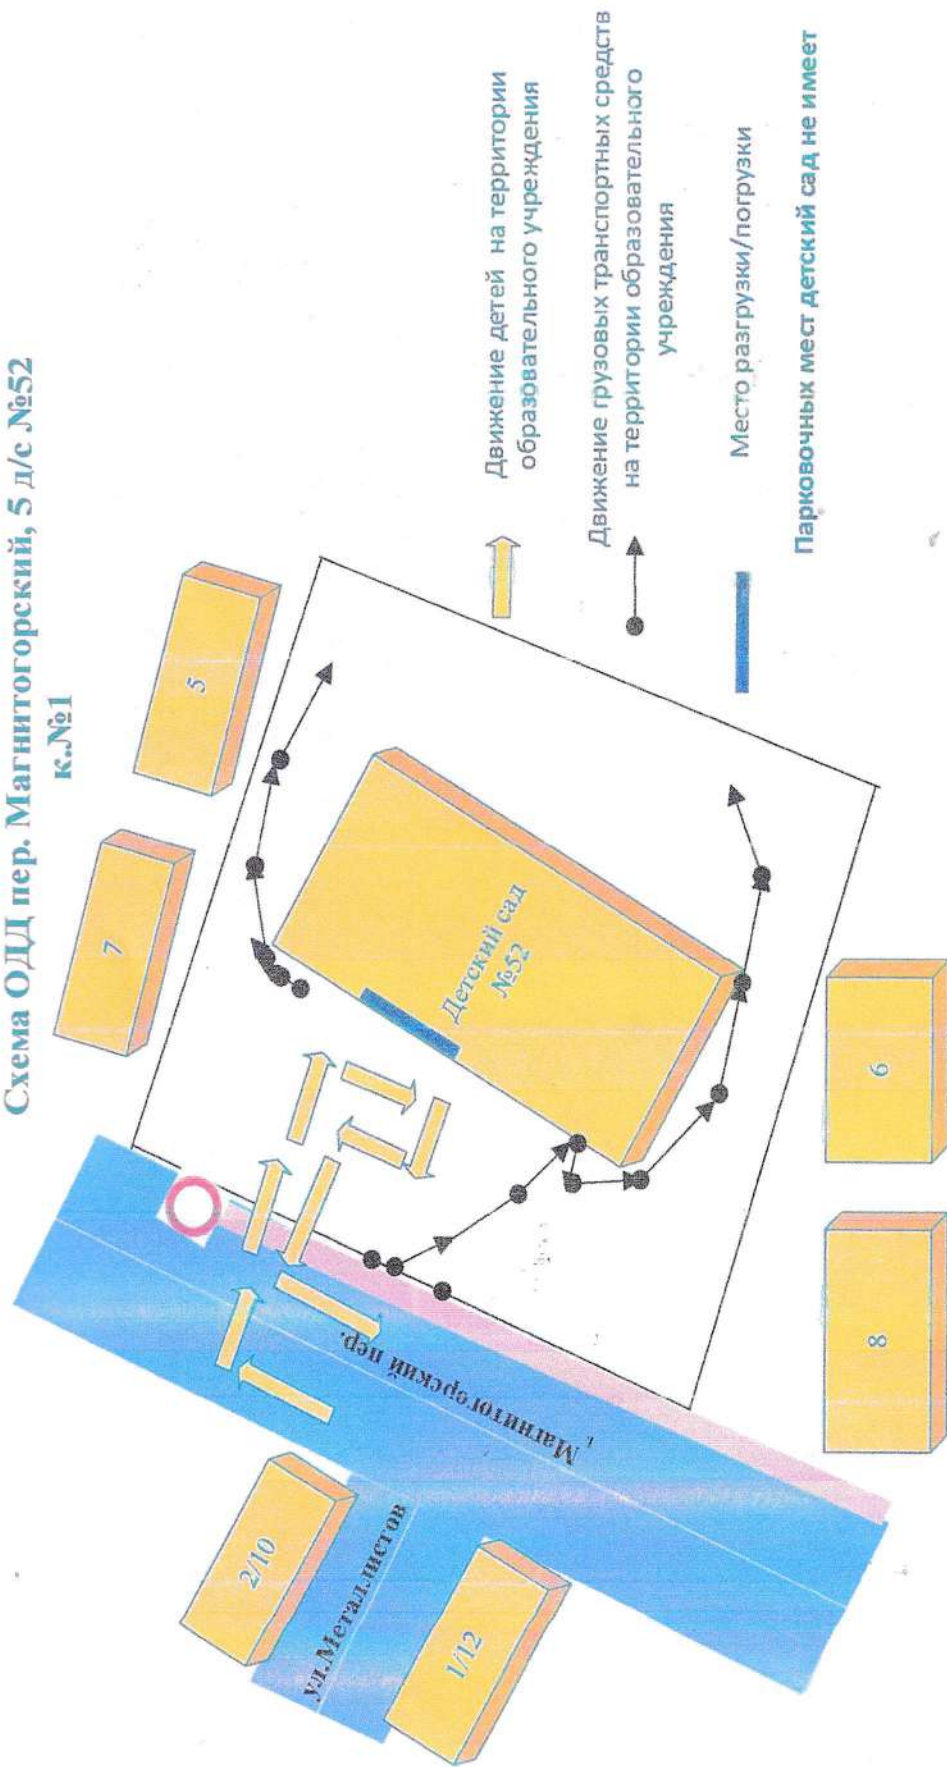 Схема ОДД пер. Магнитогорский, 5 д/с №52
к.№1
7
5
2/10
ул.Металлистов
1/12
Магнитогорский пер.
Детский сад
№52
8
6
Движение детей на территории
образовательного учреждения
Движение грузовых транспортных средств
на территории образовательного
учреждения
Место разгрузки/погрузки
Парковочных мест детский сад не имеет